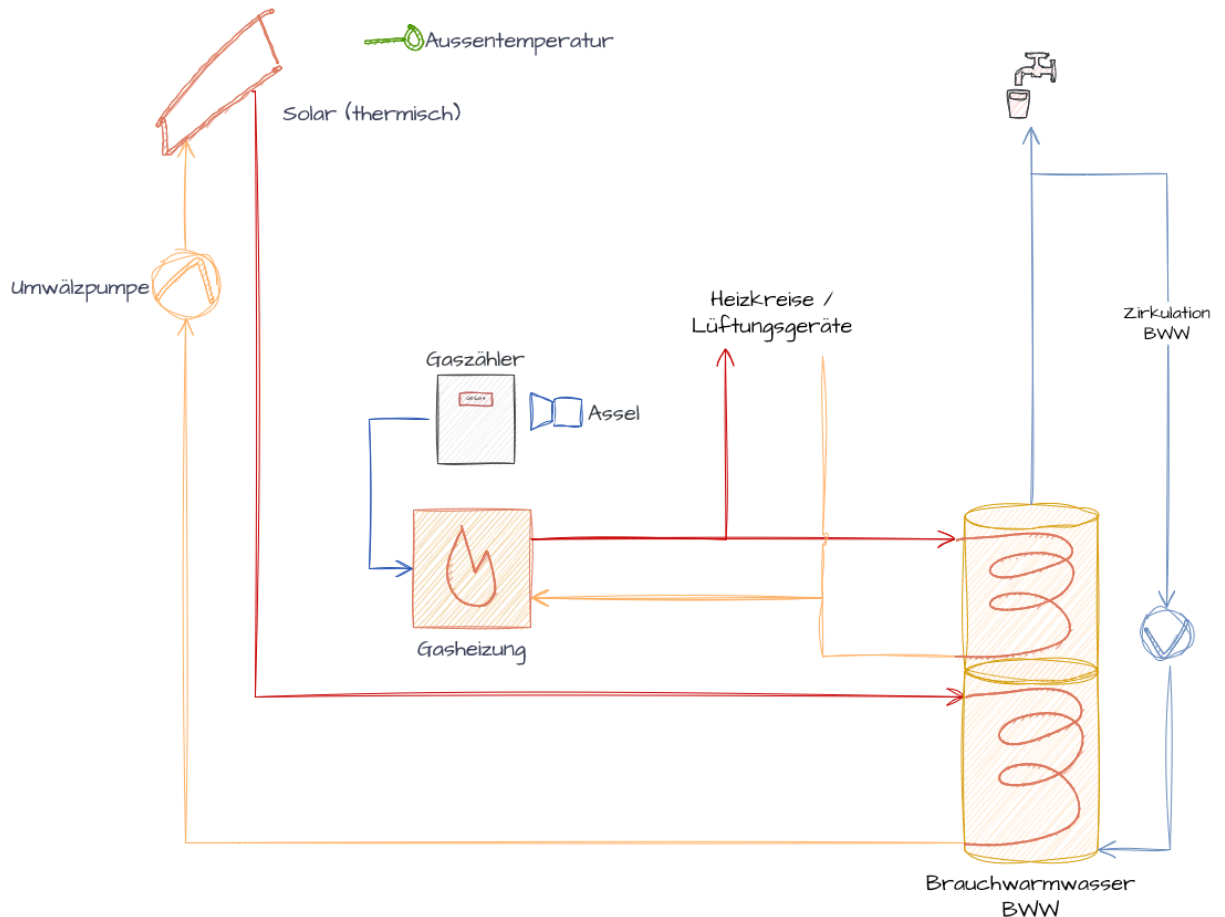 Aussentemperatur
Solar (thermisch)
Umwälzpumpe
Heizkreise /
Lüftungsgeräte
Zirkulation
BWW
Gaszähler
Assel
Gasheizung
Brauchwarmwasser
BWW